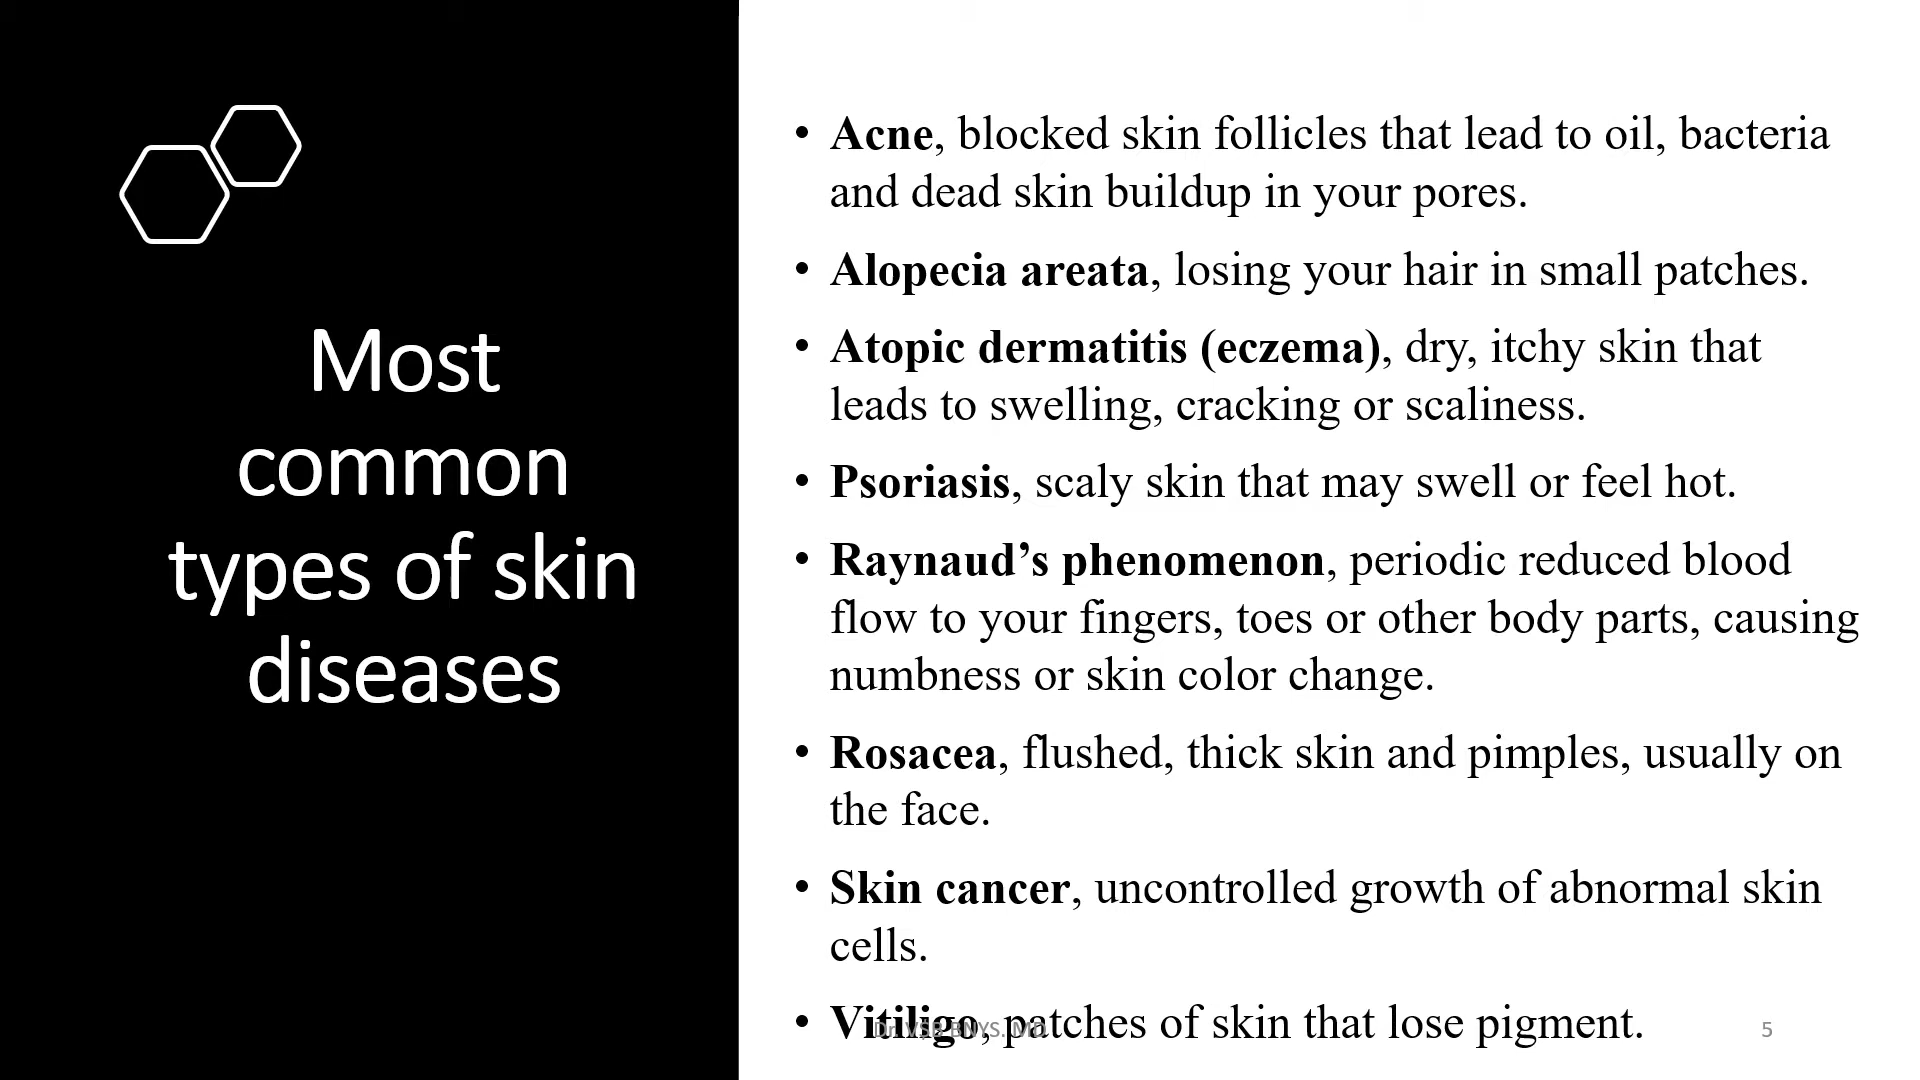 Most
common
types of skin
diseases
• Acne, blocked skin follicles that lead to oil, bacteria
and dead skin buildup in your pores.
• Alopecia areata, losing your hair in small patches.
• Atopic dermatitis (eczema), dry, itchy skin that
leads to swelling, cracking or scaliness.
• Psoriasis, scaly skin that may swell or feel hot.
• Raynaud’s phenomenon, periodic reduced blood
flow to your fingers, toes or other body parts, causing
numbness or skin color change.
• Rosacea, flushed, thick skin and pimples, usually on
the face.
• Skin cancer, uncontrolled growth of abnormal skin
cells.
• Vitiligo, patches of skin that lose pigment.
Dr. BNYS. MD
5